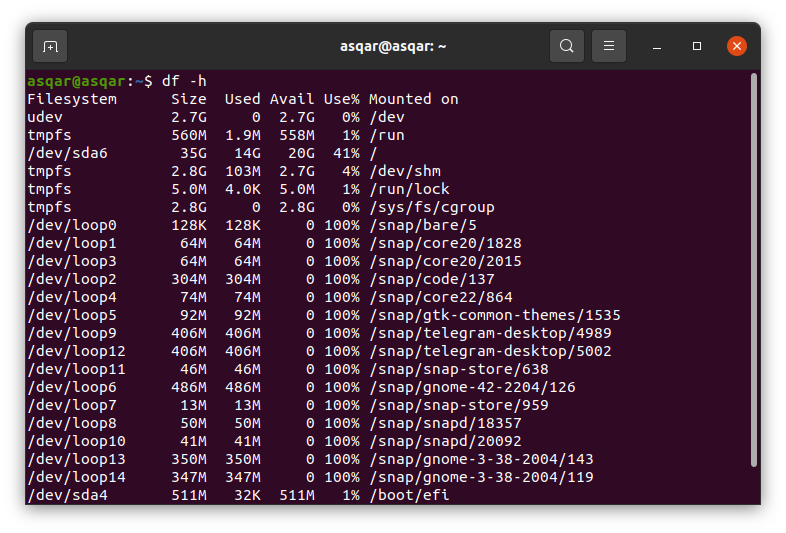 asqar@asqar: ~
asqar@asqar:~$ df -h
Filesystem      Size  Used Avail Use% Mounted on
udev            2.7G     0  2.7G   0% /dev
tmpfs           560M  1.9M  558M   1% /run
/dev/sda6        35G   14G   20G  41% /
tmpfs           2.8G  103M  2.7G   4% /dev/shm
tmpfs           5.0M  4.0K  5.0M   1% /run/lock
tmpfs           2.8G     0  2.8G   0% /sys/fs/cgroup
/dev/loop0      128K  128K     0 100% /snap/bare/5
/dev/loop1       64M   64M     0 100% /snap/core20/1828
/dev/loop3       64M   64M     0 100% /snap/core20/2015
/dev/loop2      304M  304M     0 100% /snap/code/137
/dev/loop4       74M   74M     0 100% /snap/core22/864
/dev/loop5       92M   92M     0 100% /snap/gtk-common-themes/1535
/dev/loop9      406M  406M     0 100% /snap/telegram-desktop/4989
/dev/loop12     406M  406M     0 100% /snap/telegram-desktop/5002
/dev/loop11      46M   46M     0 100% /snap/snap-store/638
/dev/loop6      486M  486M     0 100% /snap/gnome-42-2204/126
/dev/loop7       13M   13M     0 100% /snap/snap-store/959
/dev/loop8       50M   50M     0 100% /snap/snapd/18357
/dev/loop10      41M   41M     0 100% /snap/snapd/20092
/dev/loop13     350M  350M     0 100% /snap/gnome-3-38-2004/143
/dev/loop14     347M  347M     0 100% /snap/gnome-3-38-2004/119
/dev/sda4       511M   32K  511M   1% /boot/efi